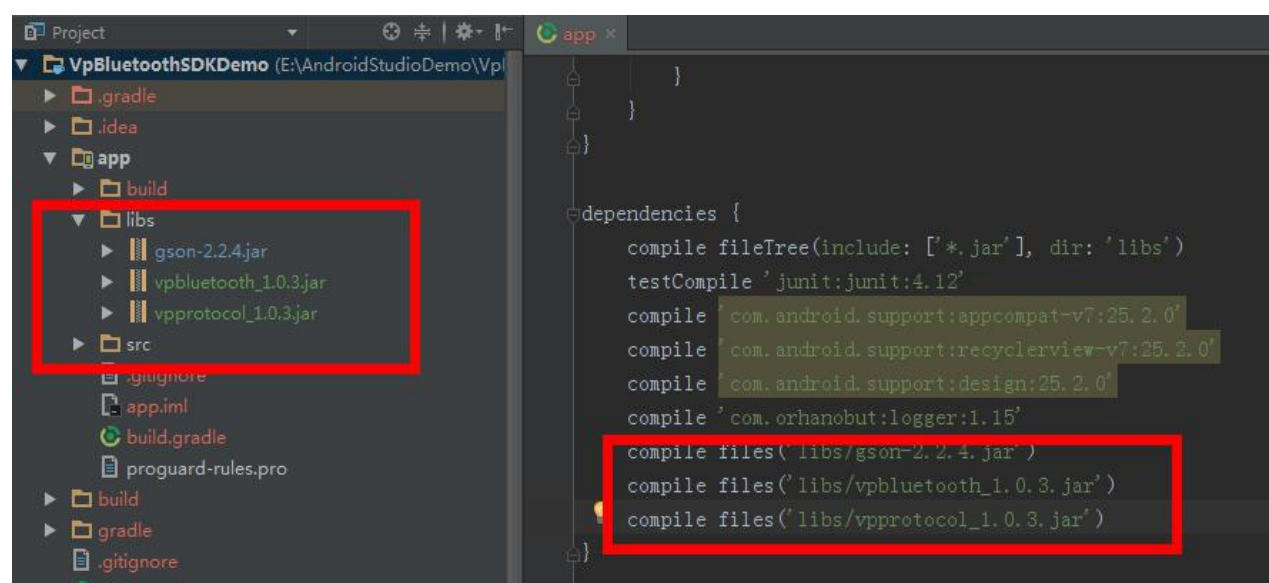 Project
VpBluetoothSDKDemo (E:\AndroidStudioDemo\Vpl
.gradle
.idea
app
build
libs
gson-2.2.4.jar
vpbluetooth_1.0.3.jar
vpprotocol_1.0.3.jar
src
.gitignore
app.iml
build.gradle
proguard-rules.pro
build
gradle
.gitignore
app ×
}
}
}
dependencies {
compile fileTree(include: ['*.jar'], dir: 'libs')
testCompile 'junit:junit:4.12'
compile 'com.android.support:appcompat-v7:25.2.0'
compile 'com.android.support:recyclerview-v7:25.2.0'
compile 'com.android.support:design:25.2.0'
compile 'com.orhanobut:logger:1.15'
compile files('libs/gson-2.2.4.jar')
compile files('libs/vpbluetooth_1.0.3.jar')
compile files('libs/vpprotocol_1.0.3.jar')
}